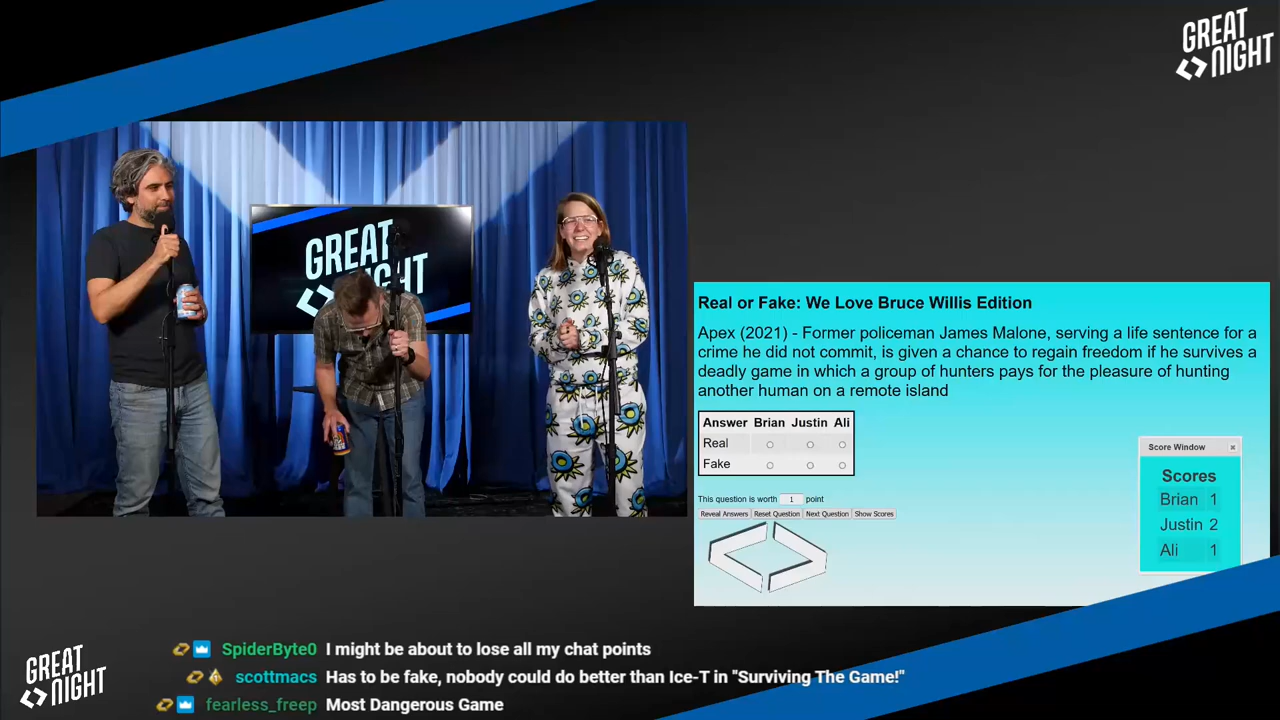 GREAT
NIGHT
GREAT
NIGHT
Real or Fake: We Love Bruce Willis Edition
Apex (2021) - Former policeman James Malone, serving a life sentence for a
crime he did not commit, is given a chance to regain freedom if he survives a
deadly game in which a group of hunters pays for the pleasure of hunting
another human on a remote island
Answer Brian Justin Ali
Real
Fake
This question is worth 1 point
Reveal Answers Reset Question Next Question Show Scores
Score Window ×
Scores
Brian 1
Justin 2
Ali 1
GREAT
NIGHT
SpiderByte0 I might be about to lose all my chat points
scottmacs Has to be fake, nobody could do better than Ice-T in "Surviving The Game!"
fearless_freep Most Dangerous Game